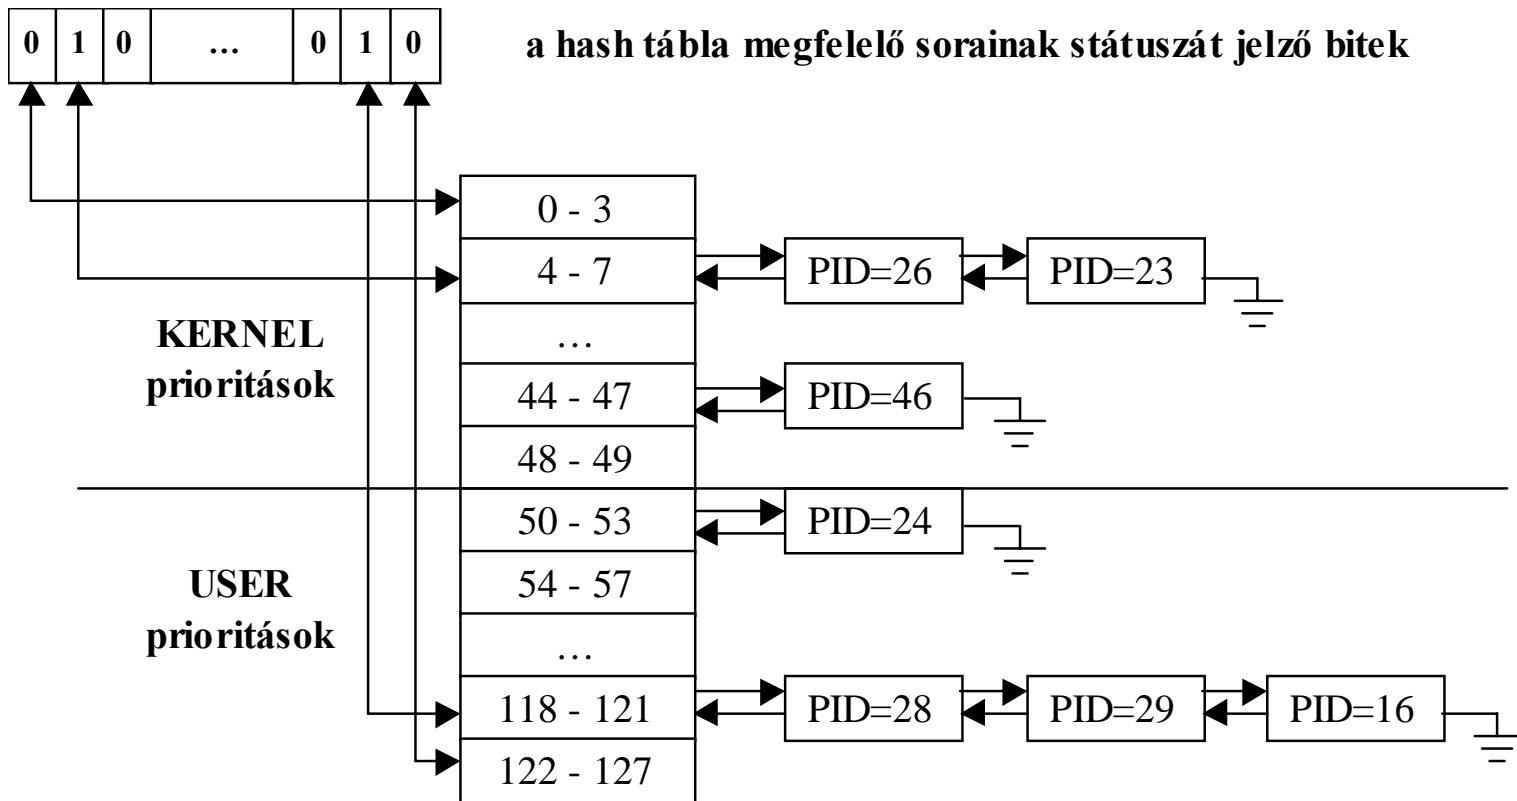 0 1 0 … 0 1 0 a hash tábla megfelelő sorainak státuszát jelző bitek
0 - 3
4 - 7 PID=26 PID=23
KERNEL
prioritások
…
44 - 47 PID=46
48 - 49
50 - 53 PID=24
54 - 57
USER
prioritások
…
118 - 121 PID=28 PID=29 PID=16
122 - 127